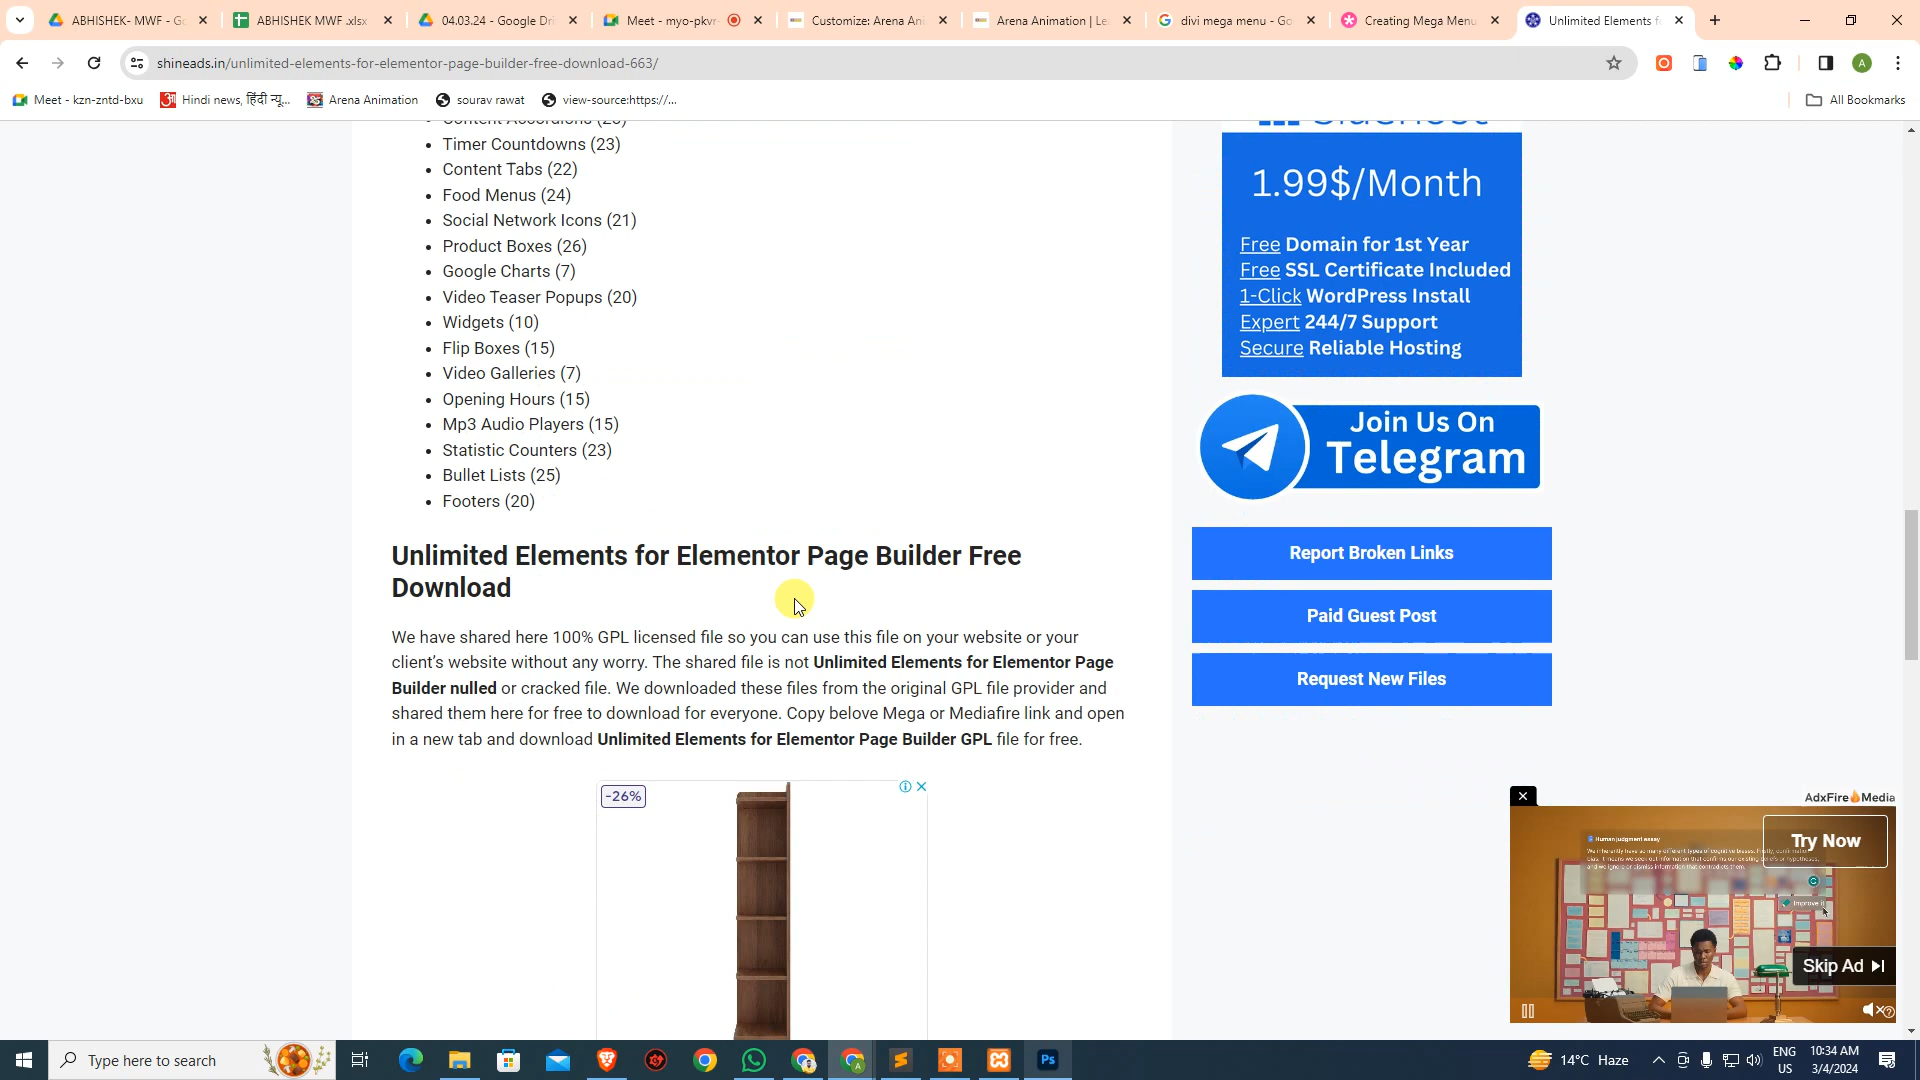 ABHISHEK- MWF - Go
ABHISHEK MWF .xlsx
04.03.24 - Google Dri
Meet - myo-pkvr-
Customize: Arena Ani
Arena Animation | Le
divi mega menu - Go
Creating Mega Menu
Unlimited Elements fo
shineads.in/unlimited-elements-for-elementor-page-builder-free-download-663/
A
Meet - kzn-zntd-bxu
Hindi news, हिंदी न्यू...
Arena Animation
sourav rawat
view-source:https://...
All Bookmarks
Timer Countdowns (23)
Content Tabs (22)
Food Menus (24)
Social Network Icons (21)
Product Boxes (26)
Google Charts (7)
Video Teaser Popups (20)
Widgets (10)
Flip Boxes (15)
Video Galleries (7)
Opening Hours (15)
Mp3 Audio Players (15)
Statistic Counters (23)
Bullet Lists (25)
Footers (20)
Unlimited Elements for Elementor Page Builder Free
Download
We have shared here 100% GPL licensed file so you can use this file on your website or your
client's website without any worry. The shared file is not Unlimited Elements for Elementor Page
Builder nulled or cracked file. We downloaded these files from the original GPL file provider and
shared them here for free to download for everyone. Copy belove Mega or Mediafire link and open
in a new tab and download Unlimited Elements for Elementor Page Builder GPL file for free.
-26%
1.99$/Month
Free Domain for 1st Year
Free SSL Certificate Included
1-Click WordPress Install
Expert 244/7 Support
Secure Reliable Hosting
Join Us On
Telegram
Report Broken Links
Paid Guest Post
Request New Files
AdxFire Media
Human judgment essay
Try Now
Improve it
Skip Ad
Type here to search
Ps
14°C Haze
ENG
US
10:34 AM
3/4/2024